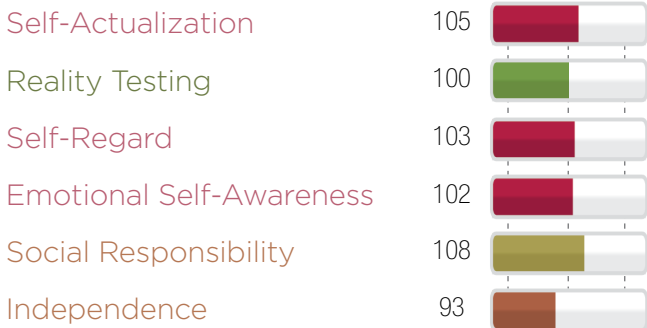 Self-Actualization 105
Reality Testing 100
Self-Regard 103
Emotional Self-Awareness 102
Social Responsibility 108
Independence 93